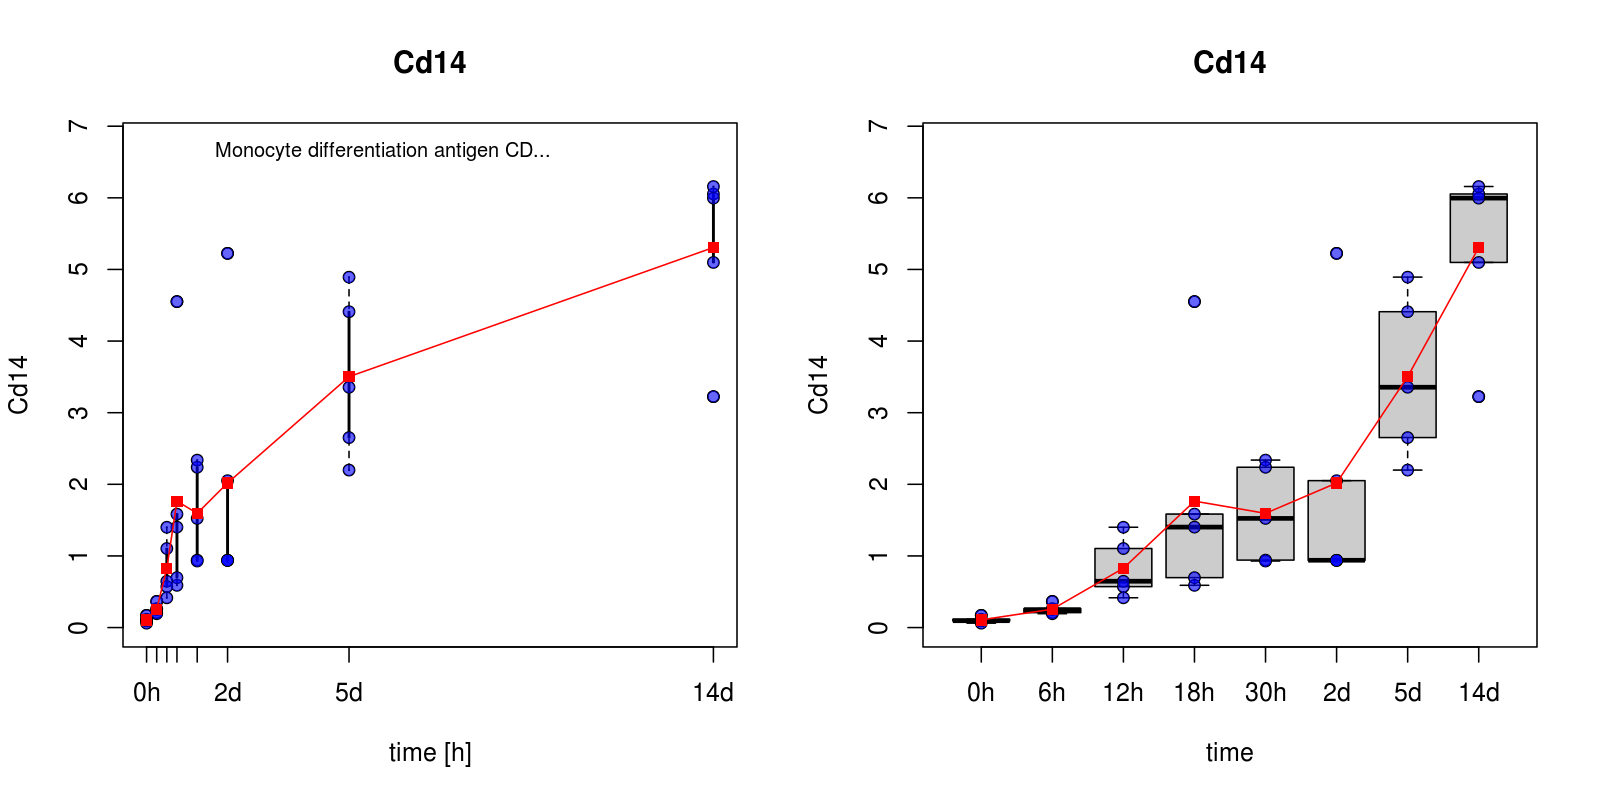 Cd14
Monocyte differentiation antigen CD...
7
6
5
4
3
2
1
0
Cd14
0h 2d 5d 14d
time [h]
Cd14
7
6
5
4
3
2
1
0
Cd14
0h 6h 12h 18h 30h 2d 5d 14d
time